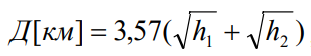 Д[км] = 3,57(√h₁ + √h₂)